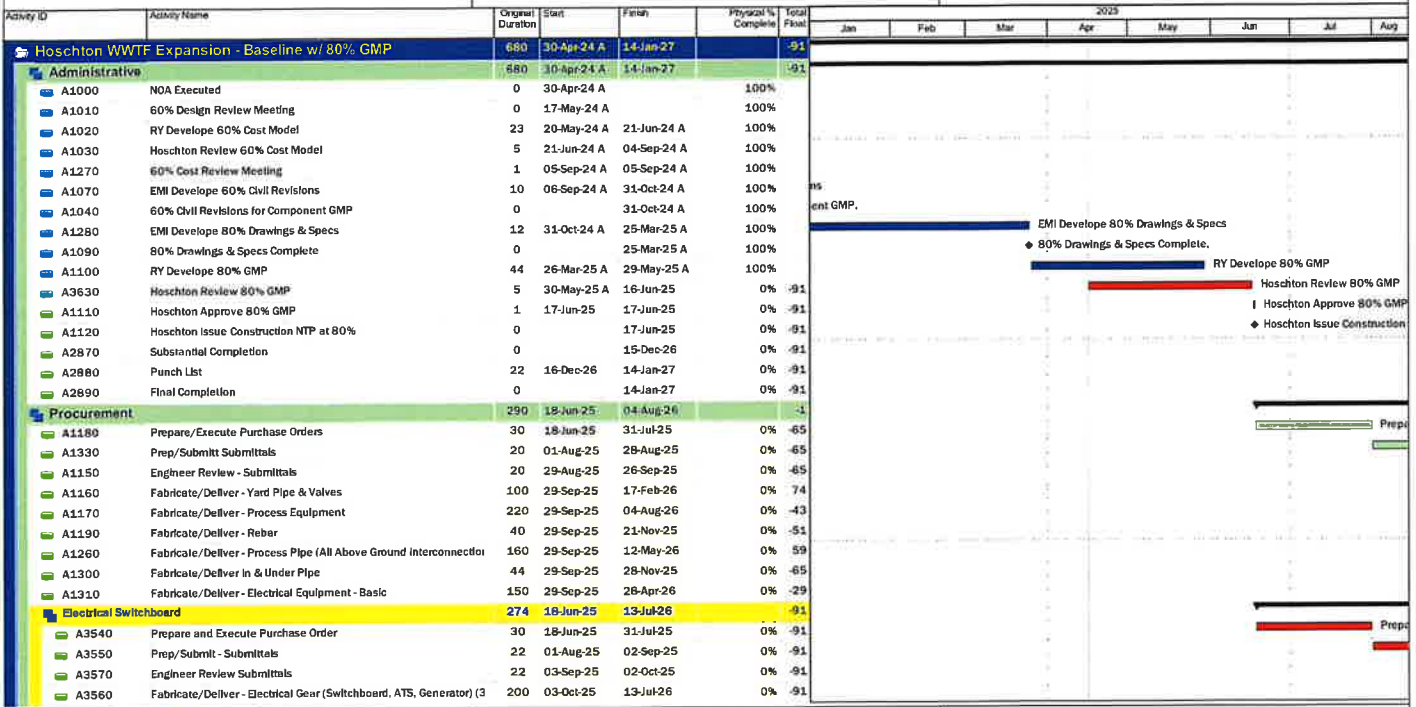 Activity ID Activity Name Original Duration Start Finish Physical % Complete Total Float 2025
Jan Feb Mar Apr May Jun Jul Aug
Hoschton WWTF Expansion - Baseline w/ 80% GMP 680 30-Apr-24 A 14-Jan-27 -91
Administrative 680 30-Apr-24 A 14-Jan-27 -91
A1000 NOA Executed 0 30-Apr-24 A 100%
A1010 60% Design Review Meeting 0 17-May-24 A 100%
A1020 RY Develope 60% Cost Model 23 20-May-24 A 21-Jun-24 A 100%
A1030 Hoschton Review 60% Cost Model 5 21-Jun-24 A 04-Sep-24 A 100%
A1270 60% Cost Review Meeting 1 05-Sep-24 A 05-Sep-24 A 100%
A1070 EMI Develope 60% Civil Revisions 10 06-Sep-24 A 31-Oct-24 A 100% ns
A1040 60% Civil Revisions for Component GMP 0 31-Oct-24 A 100% ent GMP,
A1280 EMI Develope 80% Drawings & Specs 12 31-Oct-24 A 25-Mar-25 A 100% EMI Develope 80% Drawings & Specs
A1090 80% Drawings & Specs Complete 0 25-Mar-25 A 100% 80% Drawings & Specs Complete,
A1100 RY Develope 80% GMP 44 26-Mar-25 A 29-May-25 A 100% RY Develope 80% GMP
A3630 Hoschton Review 80% GMP 5 30-May-25 A 16-Jun-25 0% -91 Hoschton Review 80% GMP
A1110 Hoschton Approve 80% GMP 1 17-Jun-25 17-Jun-25 0% -91 Hoschton Approve 80% GMP
A1120 Hoschton Issue Construction NTP at 80% 0 17-Jun-25 0% -91 Hoschton Issue Construction
A2870 Substantial Completion 0 15-Dec-26 0% -91
A2880 Punch List 22 16-Dec-26 14-Jan-27 0% -91
A2890 Final Completion 0 14-Jan-27 0% -91
Procurement 290 18-Jun-25 04-Aug-26 -1
A1180 Prepare/Execute Purchase Orders 30 18-Jun-25 31-Jul-25 0% -65 Prepa
A1330 Prep/Submitt Submittals 20 01-Aug-25 28-Aug-25 0% -65
A1150 Engineer Review - Submittals 20 29-Aug-25 26-Sep-25 0% -65
A1160 Fabricate/Deliver - Yard Pipe & Valves 100 29-Sep-25 17-Feb-26 0% 74
A1170 Fabricate/Deliver - Process Equipment 220 29-Sep-25 04-Aug-26 0% -43
A1190 Fabricate/Deliver - Rebar 40 29-Sep-25 21-Nov-25 0% -51
A1260 Fabricate/Deliver - Process Pipe (All Above Ground Interconnectior 160 29-Sep-25 12-May-26 0% 59
A1300 Fabricate/Deliver In & Under Pipe 44 29-Sep-25 28-Nov-25 0% -65
A1310 Fabricate/Deliver - Electrical Equipment - Basic 150 29-Sep-25 28-Apr-26 0% -29
Electrical Switchboard 274 18-Jun-25 13-Jul-26 -91
A3540 Prepare and Execute Purchase Order 30 18-Jun-25 31-Jul-25 0% -91 Prepa
A3550 Prep/Submit - Submittals 22 01-Aug-25 02-Sep-25 0% -91
A3570 Engineer Review Submittals 22 03-Sep-25 02-Oct-25 0% -91
A3560 Fabricate/Deliver - Electrical Gear (Switchboard, ATS, Generator) (3 200 03-Oct-25 13-Jul-26 0% -91